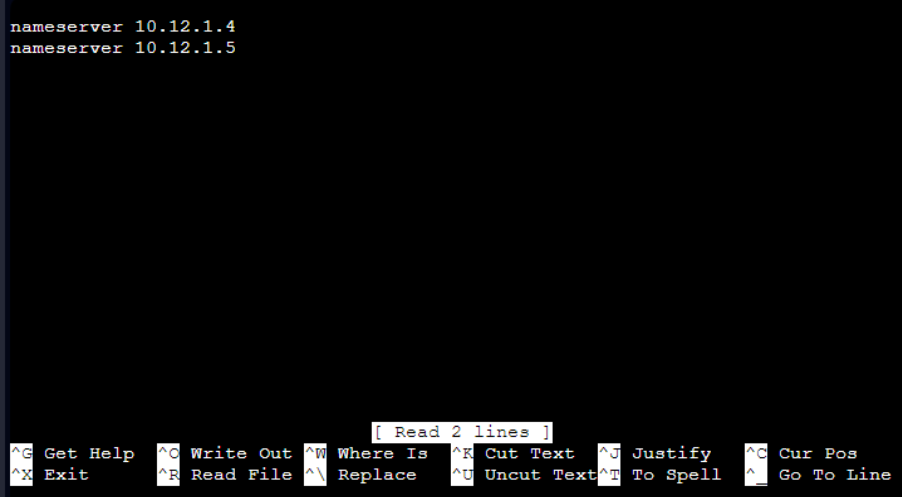 nameserver 10.12.1.4
nameserver 10.12.1.5
[ Read 2 lines ]
^G Get Help ^O Write Out ^W Where Is ^K Cut Text ^J Justify ^C Cur Pos
^X Exit ^R Read File ^\ Replace ^U Uncut Text ^T To Spell ^_ Go To Line